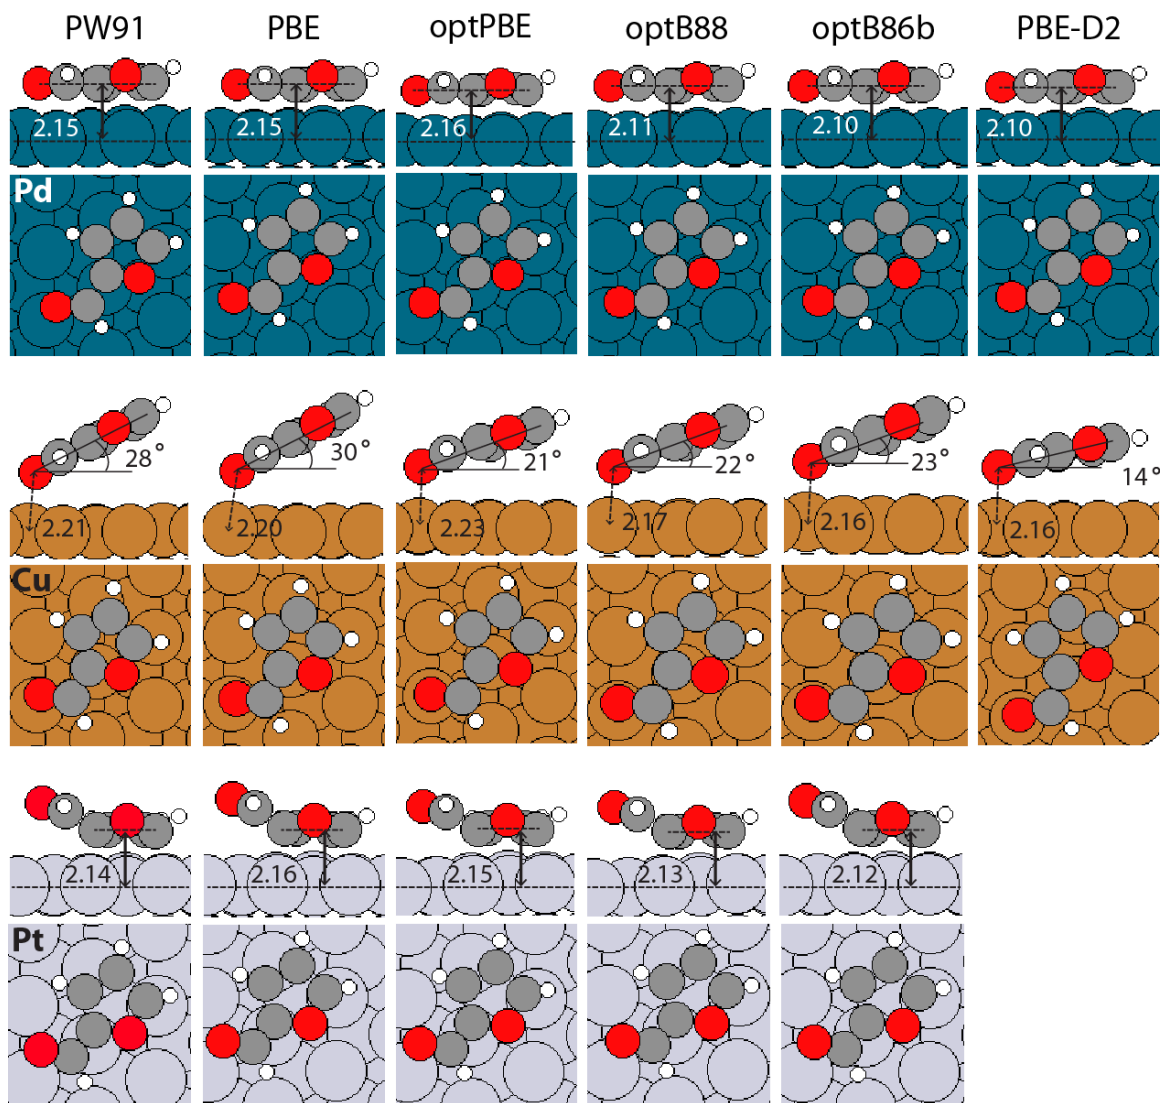 PW91 PBE optPBE optB88 optB86b PBE-D2
2.15 2.15 2.16 2.11 2.10 2.10
Pd
28° 30° 21° 22° 23° 14°
2.21 2.20 2.23 2.17 2.16 2.16
Cu
2.14 2.16 2.15 2.13 2.12
Pt